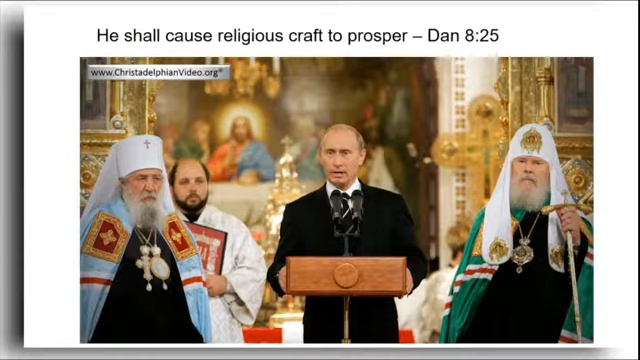 He shall cause religious craft to prosper – Dan 8:25
www.ChristadelphianVideo.org®